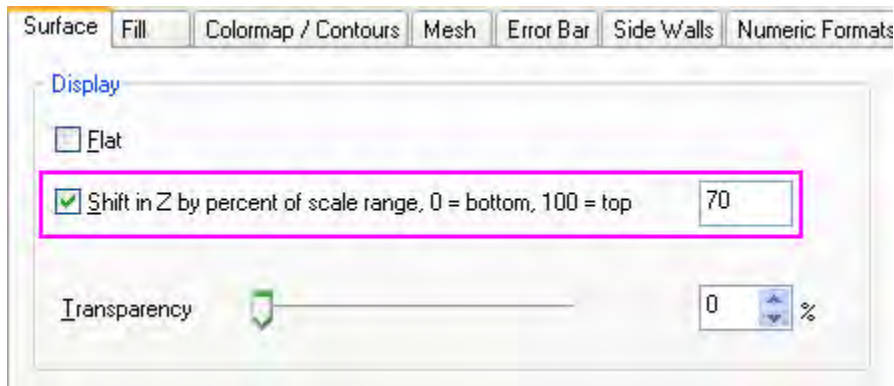 Surface Fill Colormap / Contours Mesh Error Bar Side Walls Numeric Formats
Display
Flat
Shift in Z by percent of scale range, 0 = bottom, 100 = top 70
Transparency 0 %